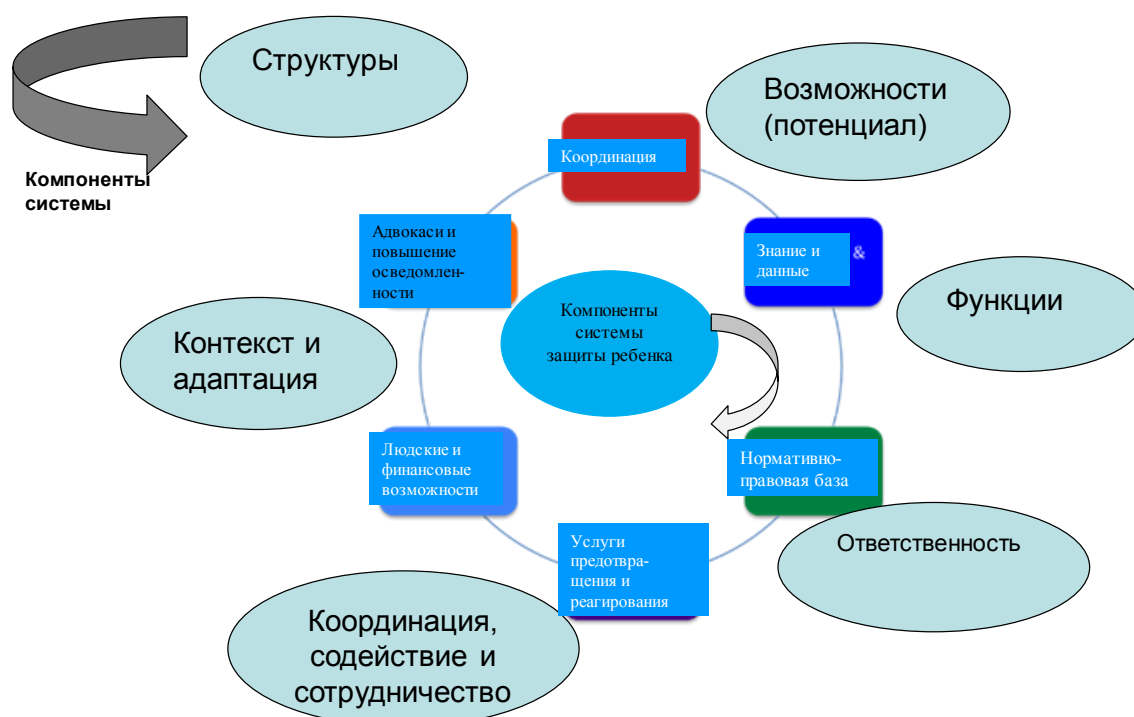 Структуры
Возможности
(потенциал)
Компоненты
системы
Координация
Адвокаси и
повышение
осведомлен-
ности
Знание и
данные
&
Функции
Компоненты
системы
защиты ребенка
Контекст и
адаптация
Людские и
финансовые
возможности
Нормативно-
правовая база
Услуги
предотвра-
щения и
реагирования
Ответственность
Координация,
содействие и
сотрудничество